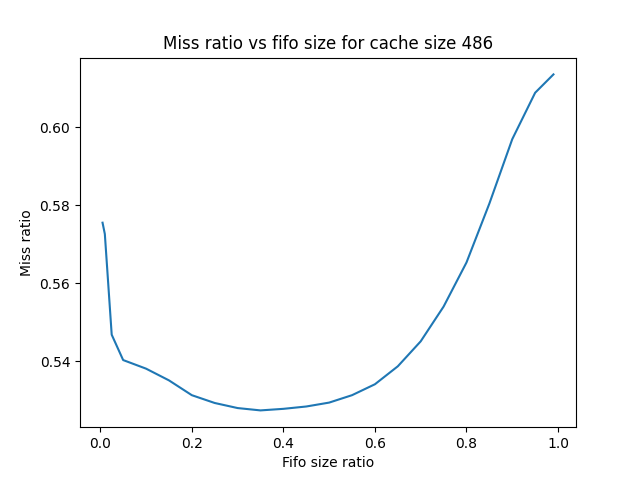 Miss ratio vs fifo size for cache size 486
Miss ratio
0.60
0.58
0.56
0.54
0.0 0.2 0.4 0.6 0.8 1.0
Fifo size ratio